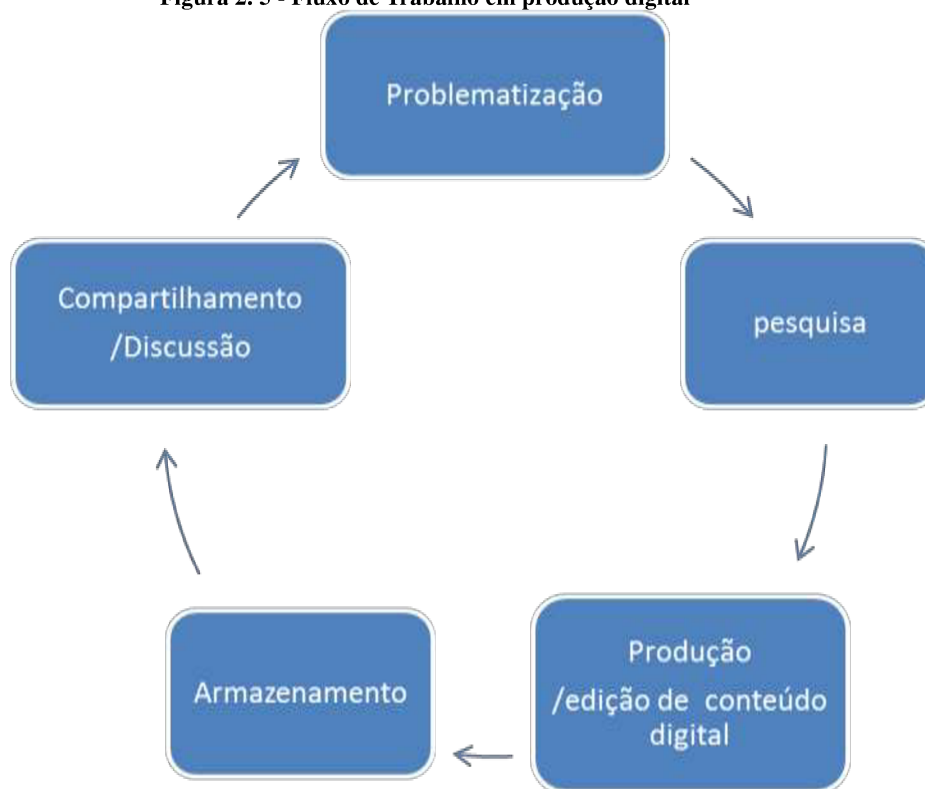 Figura 2. 5 - Fluxo de Trabalho em produção digital
Problematização
pesquisa
Produção
/edição de conteúdo
digital
Armazenamento
Compartilhamento
/Discussão